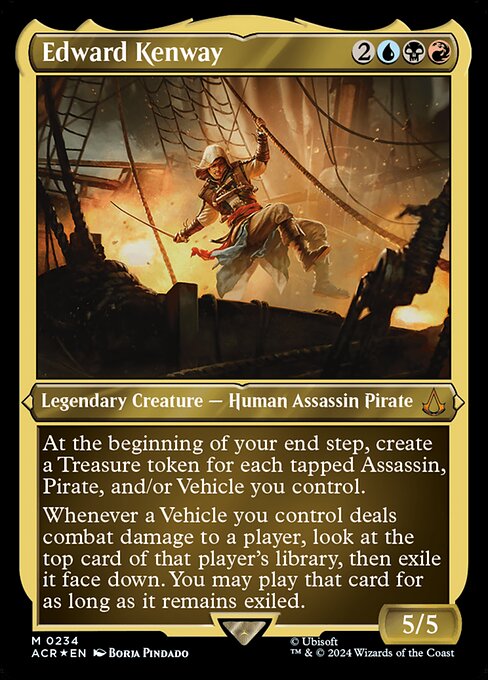 Edward Kenway 2
Legendary Creature — Human Assassin Pirate
At the beginning of your end step, create
a Treasure token for each tapped Assassin,
Pirate, and/or Vehicle you control.
Whenever a Vehicle you control deals
combat damage to a player, look at the
top card of that player's library, then exile
it face down. You may play that card for
as long as it remains exiled.
5/5
M 0234
ACR★EN Borja Pindado
© Ubisoft
™ & © 2024 Wizards of the Coast